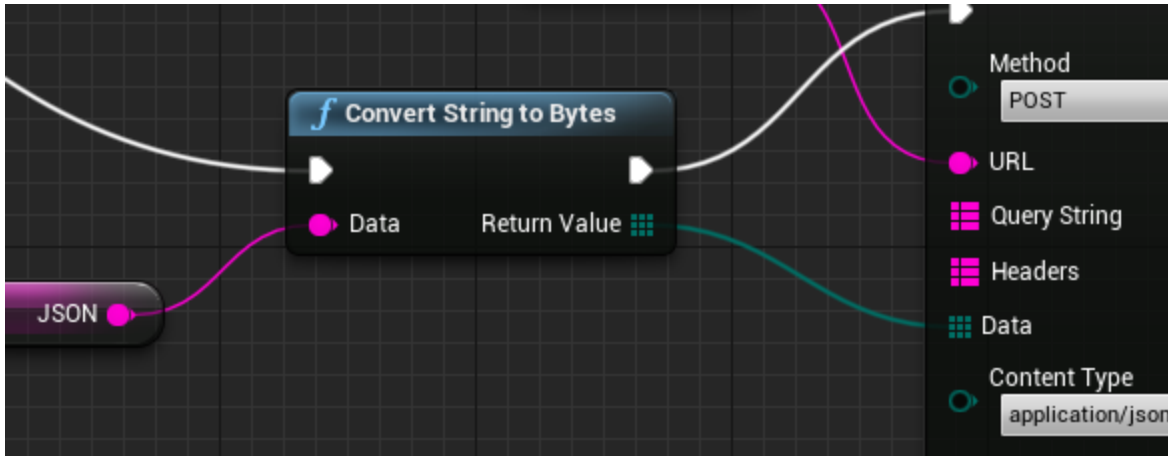 Convert String to Bytes
Data
Return Value
JSON
Method
POST
URL
Query String
Headers
Data
Content Type
application/json